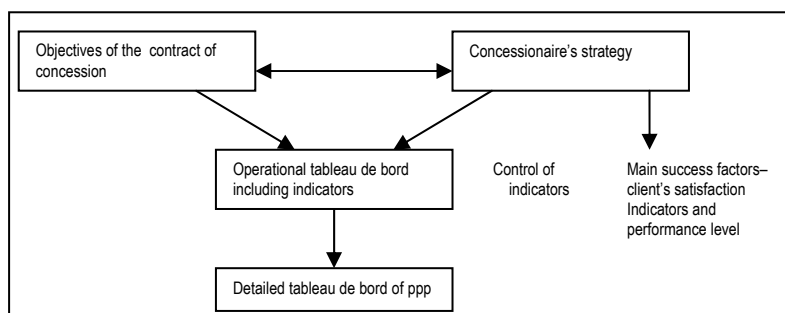 Objectives of the contract of
concession
Concessionaire's strategy
Operational tableau de bord
including indicators
Control of
indicators
Main success factors–
client's satisfaction
Indicators and
performance level
Detailed tableau de bord of ppp